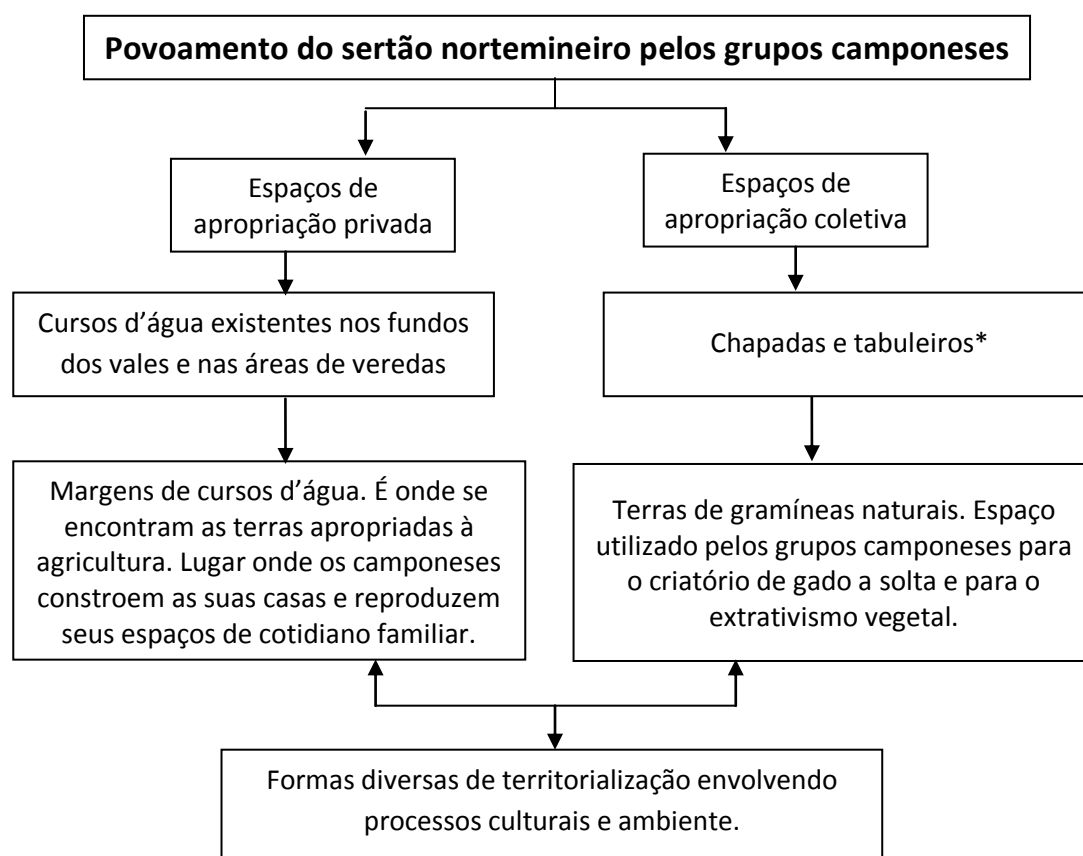 Povoamento do sertão nortemineiro pelos grupos camponeses
Espaços de
apropriação privada
Espaços de
apropriação coletiva
Cursos d’água existentes nos fundos
dos vales e nas áreas de veredas
Chapadas e tabuleiros*
Margens de cursos d’água. É onde se
encontram as terras apropriadas à
agricultura. Lugar onde os camponeses
constroem as suas casas e reproduzem
seus espaços de cotidiano familiar.
Terras de gramíneas naturais. Espaço
utilizado pelos grupos camponeses para
o criatório de gado a solta e para o
extrativismo vegetal.
Formas diversas de territorialização envolvendo
processos culturais e ambiente.